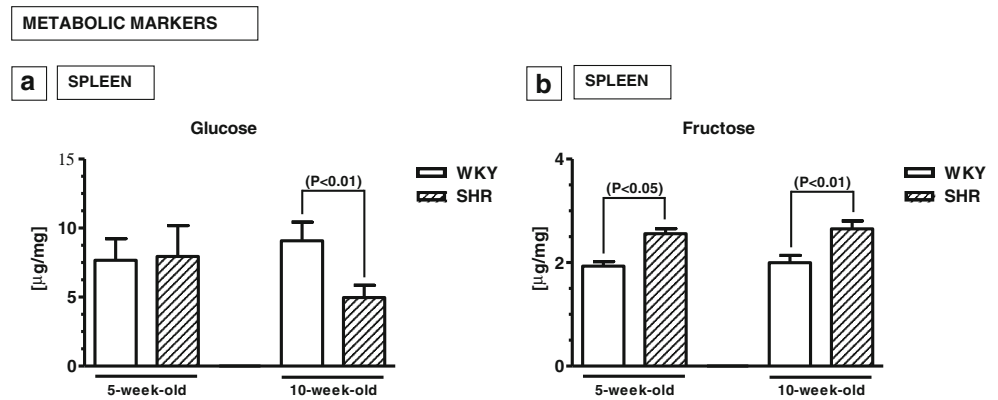 METABOLIC MARKERS
a SPLEEN
Glucose
15
10
5
0
[µg/mg]
(P<0.01)
WKY
SHR
5-week-old 10-week-old
b SPLEEN
Fructose
4
2
0
[µg/mg]
(P<0.05) (P<0.01)
WKY
SHR
5-week-old 10-week-old